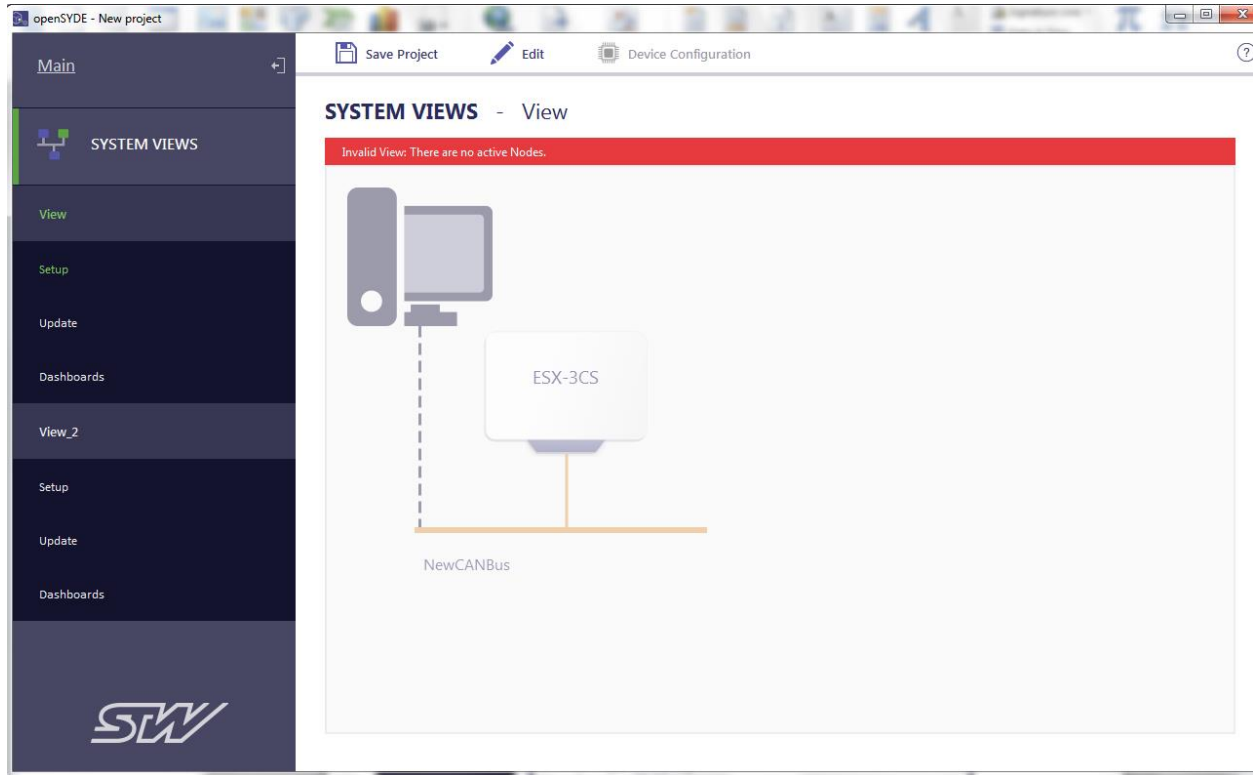 openSYDE - New project
Main
Save Project
Edit
Device Configuration
?
SYSTEM VIEWS
SYSTEM VIEWS - View
Invalid View: There are no active Nodes.
View
Setup
Update
Dashboards
View_2
Setup
Update
Dashboards
ESX-3CS
NewCANBus
STW